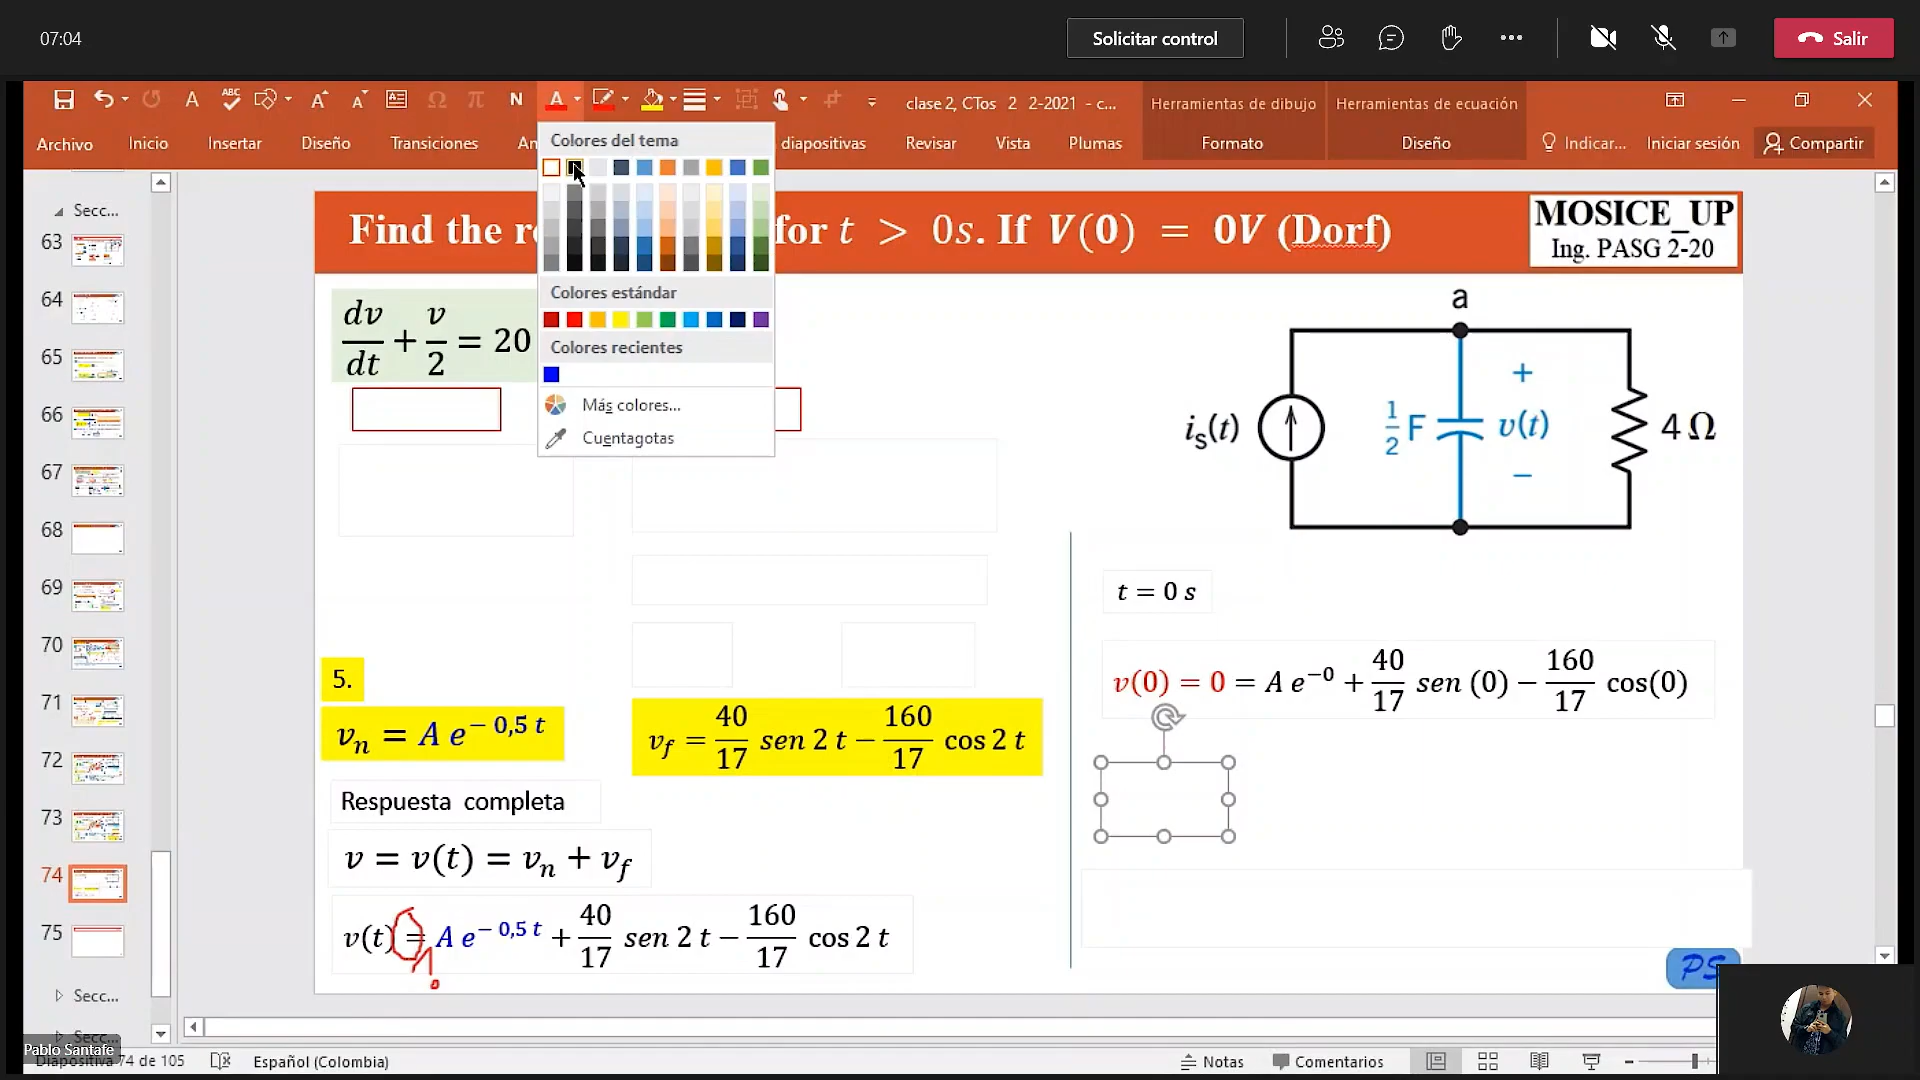 07:04
Solicitar control
Salir
N
clase 2, CTos 2 2-2021 - c...
Herramientas de dibujo
Herramientas de ecuación
Archivo
Inicio
Insertar
Diseño
Transiciones
An
diapositivas
Revisar
Vista
Plumas
Formato
Diseño
Indicar...
Iniciar sesión
Compartir
Colores del tema
Colores estándar
Colores recientes
Más colores...
Cuentagotas
Secc...
63
64
65
66
67
68
69
70
71
72
73
74
75
Secc...
Find the re
for t > 0s. If V(0) = 0V (Dorf)
MOSICE_UP
Ing. PASG 2-20
dv/dt + v/2 = 20
a
i_s(t)
1/2 F
+
v(t)
−
4 Ω
t = 0 s
v(0) = 0 = A e^−0 + 40/17 sen (0) − 160/17 cos(0)
5.
v_n = A e^− 0,5 t
v_f = 40/17 sen 2 t − 160/17 cos 2 t
Respuesta completa
v = v(t) = v_n + v_f
v(t) = A e^− 0,5 t + 40/17 sen 2 t − 160/17 cos 2 t
PS
Pablo Santafe
Diapositiva 74 de 105
Español (Colombia)
Notas
Comentarios